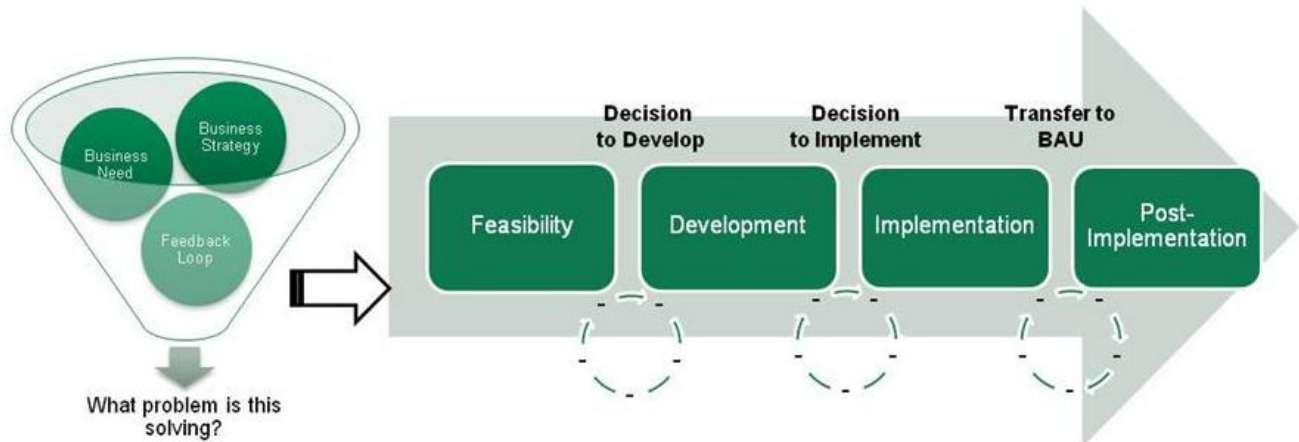 Business
Need
Business
Strategy
Feedback
Loop
What problem is this
solving?
Decision
to Develop
Decision
to Implement
Transfer to
BAU
Feasibility
Development
Implementation
Post-
Implementation